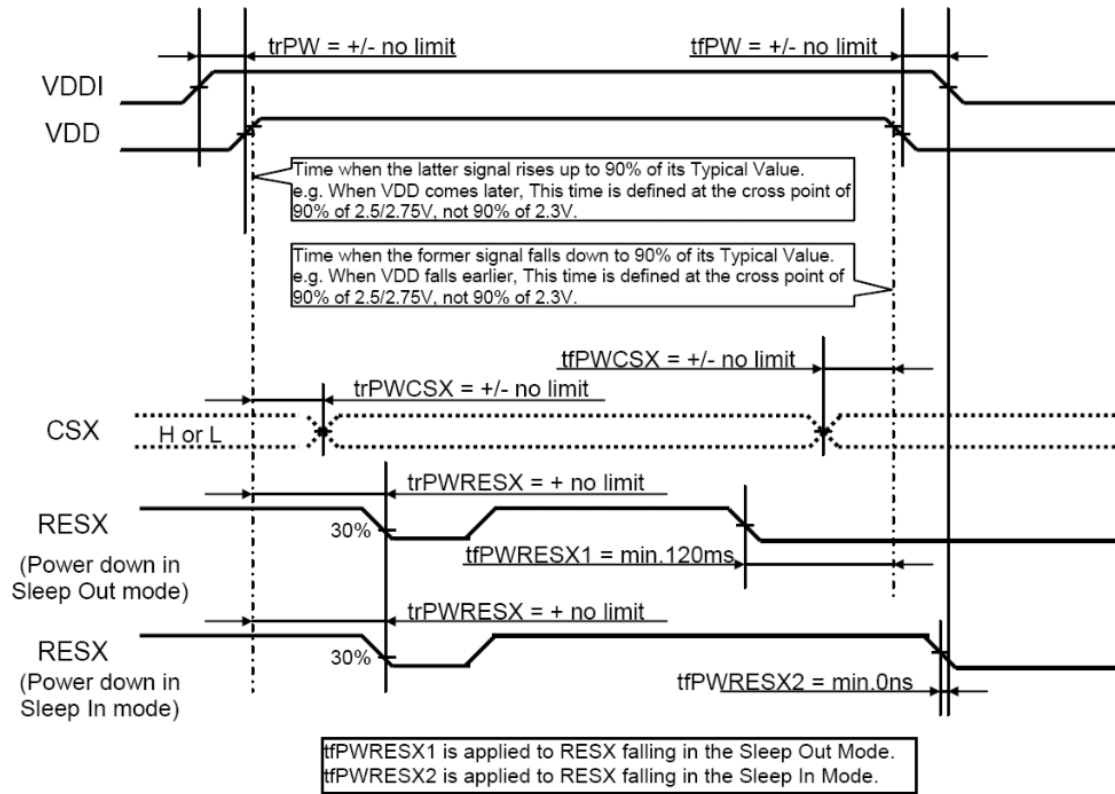 trPW = +/- no limit
tfPW = +/- no limit
VDDI
VDD
Time when the latter signal rises up to 90% of its Typical Value.
e.g. When VDD comes later, This time is defined at the cross point of
90% of 2.5/2.75V, not 90% of 2.3V.
Time when the former signal falls down to 90% of its Typical Value.
e.g. When VDD falls earlier, This time is defined at the cross point of
90% of 2.5/2.75V, not 90% of 2.3V.
tfPWCSX = +/- no limit
trPWCSX = +/- no limit
CSX
H or L
trPWRESX = + no limit
RESX
30%
(Power down in
Sleep Out mode)
tfPWRESX1 = min.120ms
trPWRESX = + no limit
RESX
30%
(Power down in
Sleep In mode)
tfPWRESX2 = min.0ns
tfPWRESX1 is applied to RESX falling in the Sleep Out Mode.
tfPWRESX2 is applied to RESX falling in the Sleep In Mode.